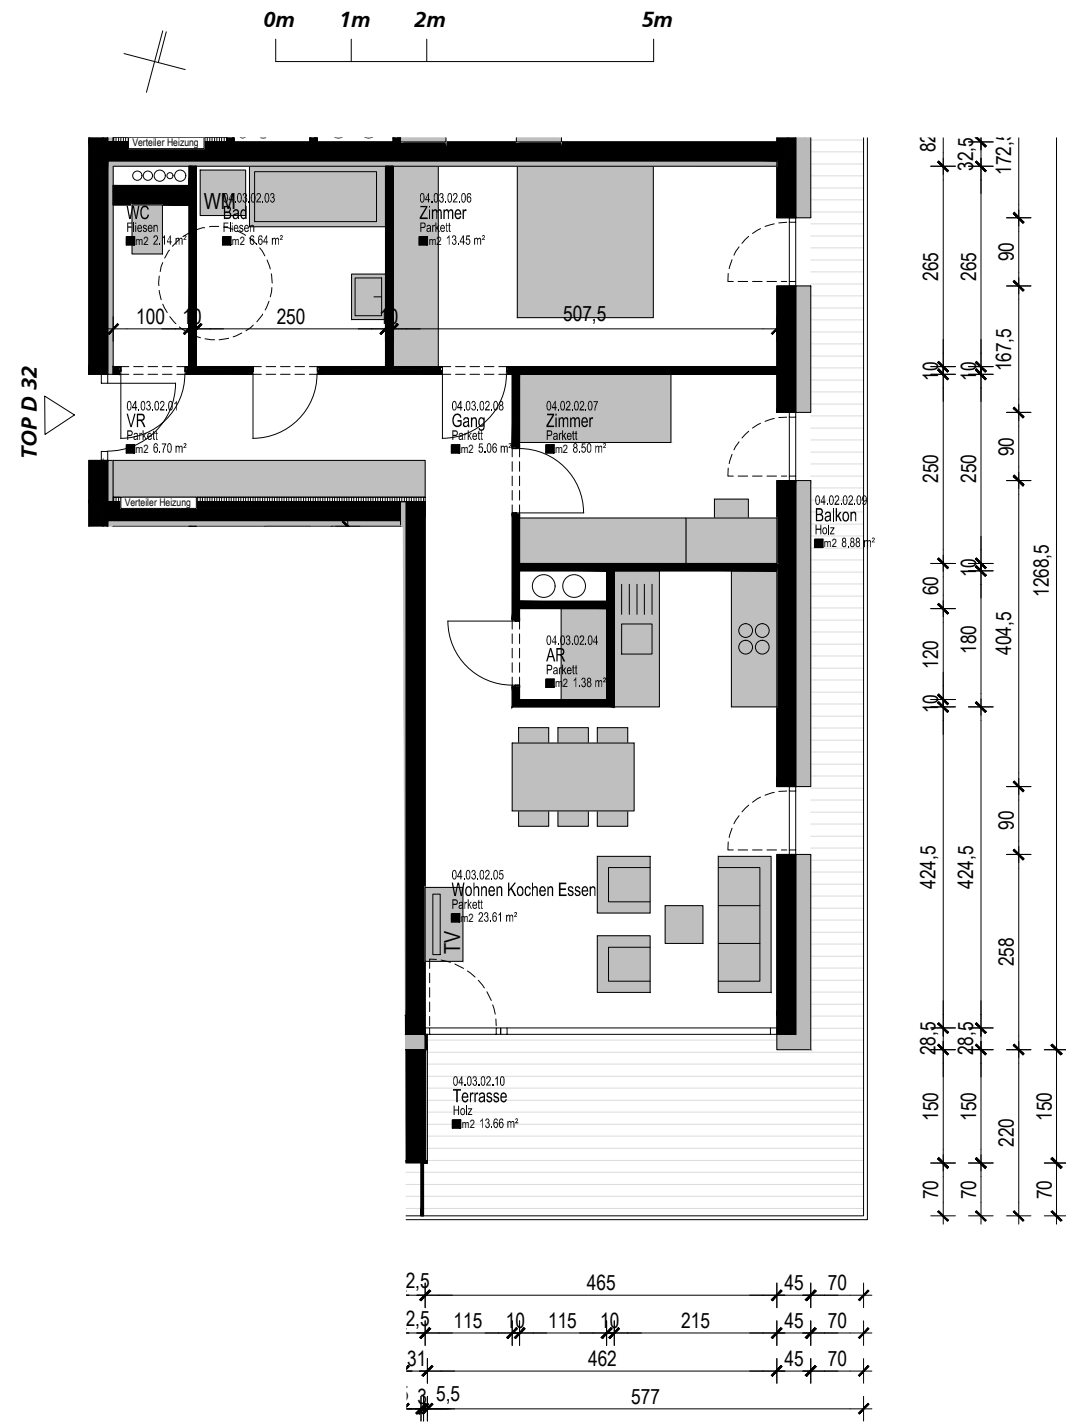 0m 1m 2m 5m
Verteiler Heizung
WC
Fliesen
m2 2.14 m²
WM
04.03.02.03
Bad
Fliesen
m2 6.64 m²
04.03.02.06
Zimmer
Parkett
m2 13.45 m²
100 10 250 10 507,5
TOP D 32
04.03.02.01
VR
Parkett
m2 6.70 m²
04.03.02.08
Gang
Parkett
m2 5.06 m²
04.02.02.07
Zimmer
Parkett
m2 8.50 m²
Verteiler Heizung
04.02.02.09
Balkon
Holz
m2 8,88 m²
04.03.02.04
AR
Parkett
m2 1.38 m²
04.03.02.05
Wohnen Kochen Essen
Parkett
m2 23.61 m²
TV
04.03.02.10
Terrasse
Holz
m2 13.66 m²
82 265 10 250 10 60 120 10 424,5 28,5 150 70
32,5 265 10 250 10 180 424,5 28,5 150 70
172,5 90 167,5 90 404,5 90 258 220
1268,5 150 70
2,5 465 45 70
2,5 115 10 115 10 215 45 70
31 462 45 70
3 5,5 577